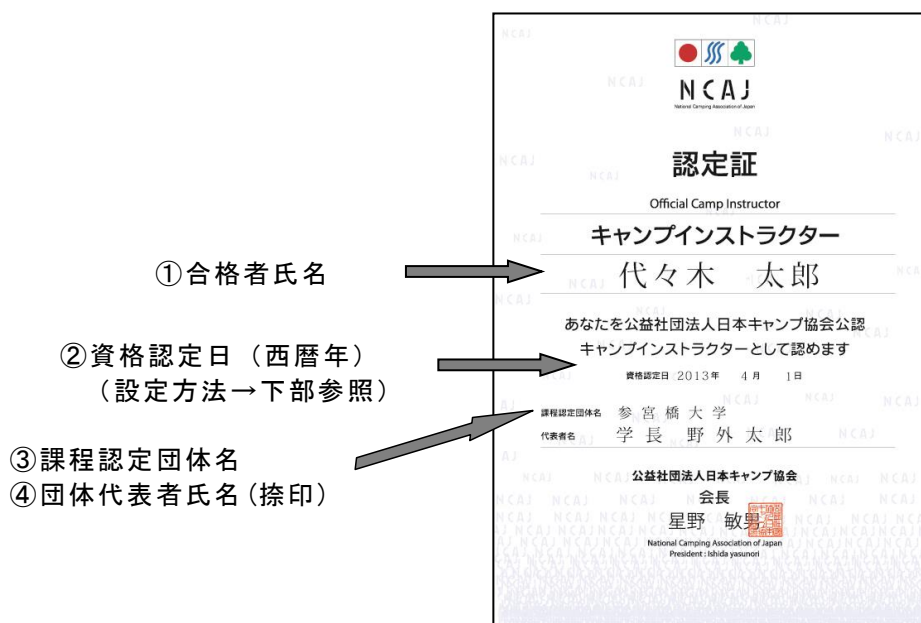 NCAJ
National Camping Association of Japan
認定証
Official Camp Instructor
キャンプインストラクター
①合格者氏名
代々木 太郎
あなたを公益社団法人日本キャンプ協会公認
キャンプインストラクターとして認めます
②資格認定日(西暦年)
(設定方法→下部参照)
資格認定日 2013年 4月 1日
課程認定団体名 参宮橋大学
代表者名 学長 野外太郎
③課程認定団体名
④団体代表者氏名(捺印)
公益社団法人日本キャンプ協会
会長
星野 敏男
National Camping Association of Japan
President : Ishida yasunori